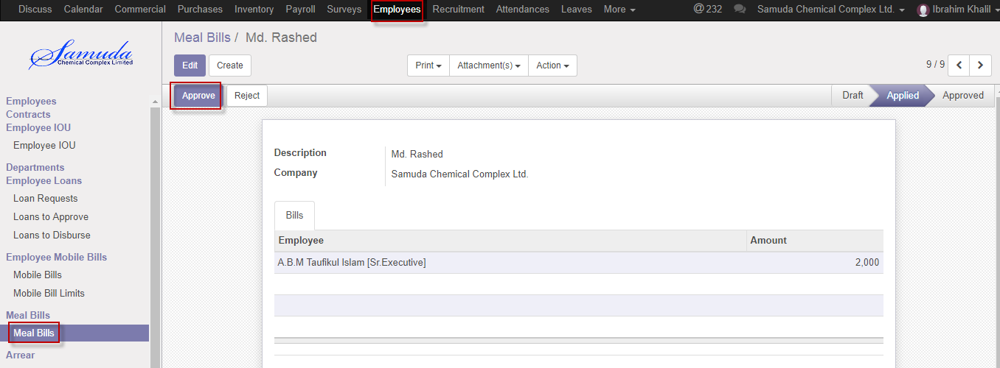 Discuss Calendar Commercial Purchases Inventory Payroll Surveys Employees Recruitment Attendances Leaves More @ 232 Samuda Chemical Complex Ltd. Ibrahim Khalil
Samuda
Chemical Complex Limited
Meal Bills / Md. Rashed
Edit Create Print Attachment(s) Action 9 / 9
Approve Reject Draft Applied Approved
Employees
Contracts
Employee IOU
Employee IOU
Departments
Employee Loans
Loan Requests
Loans to Approve
Loans to Disburse
Employee Mobile Bills
Mobile Bills
Mobile Bill Limits
Meal Bills
Meal Bills
Arrear
Description Md. Rashed
Company Samuda Chemical Complex Ltd.
Bills
Employee Amount
A.B.M Taufikul Islam [Sr.Executive] 2,000